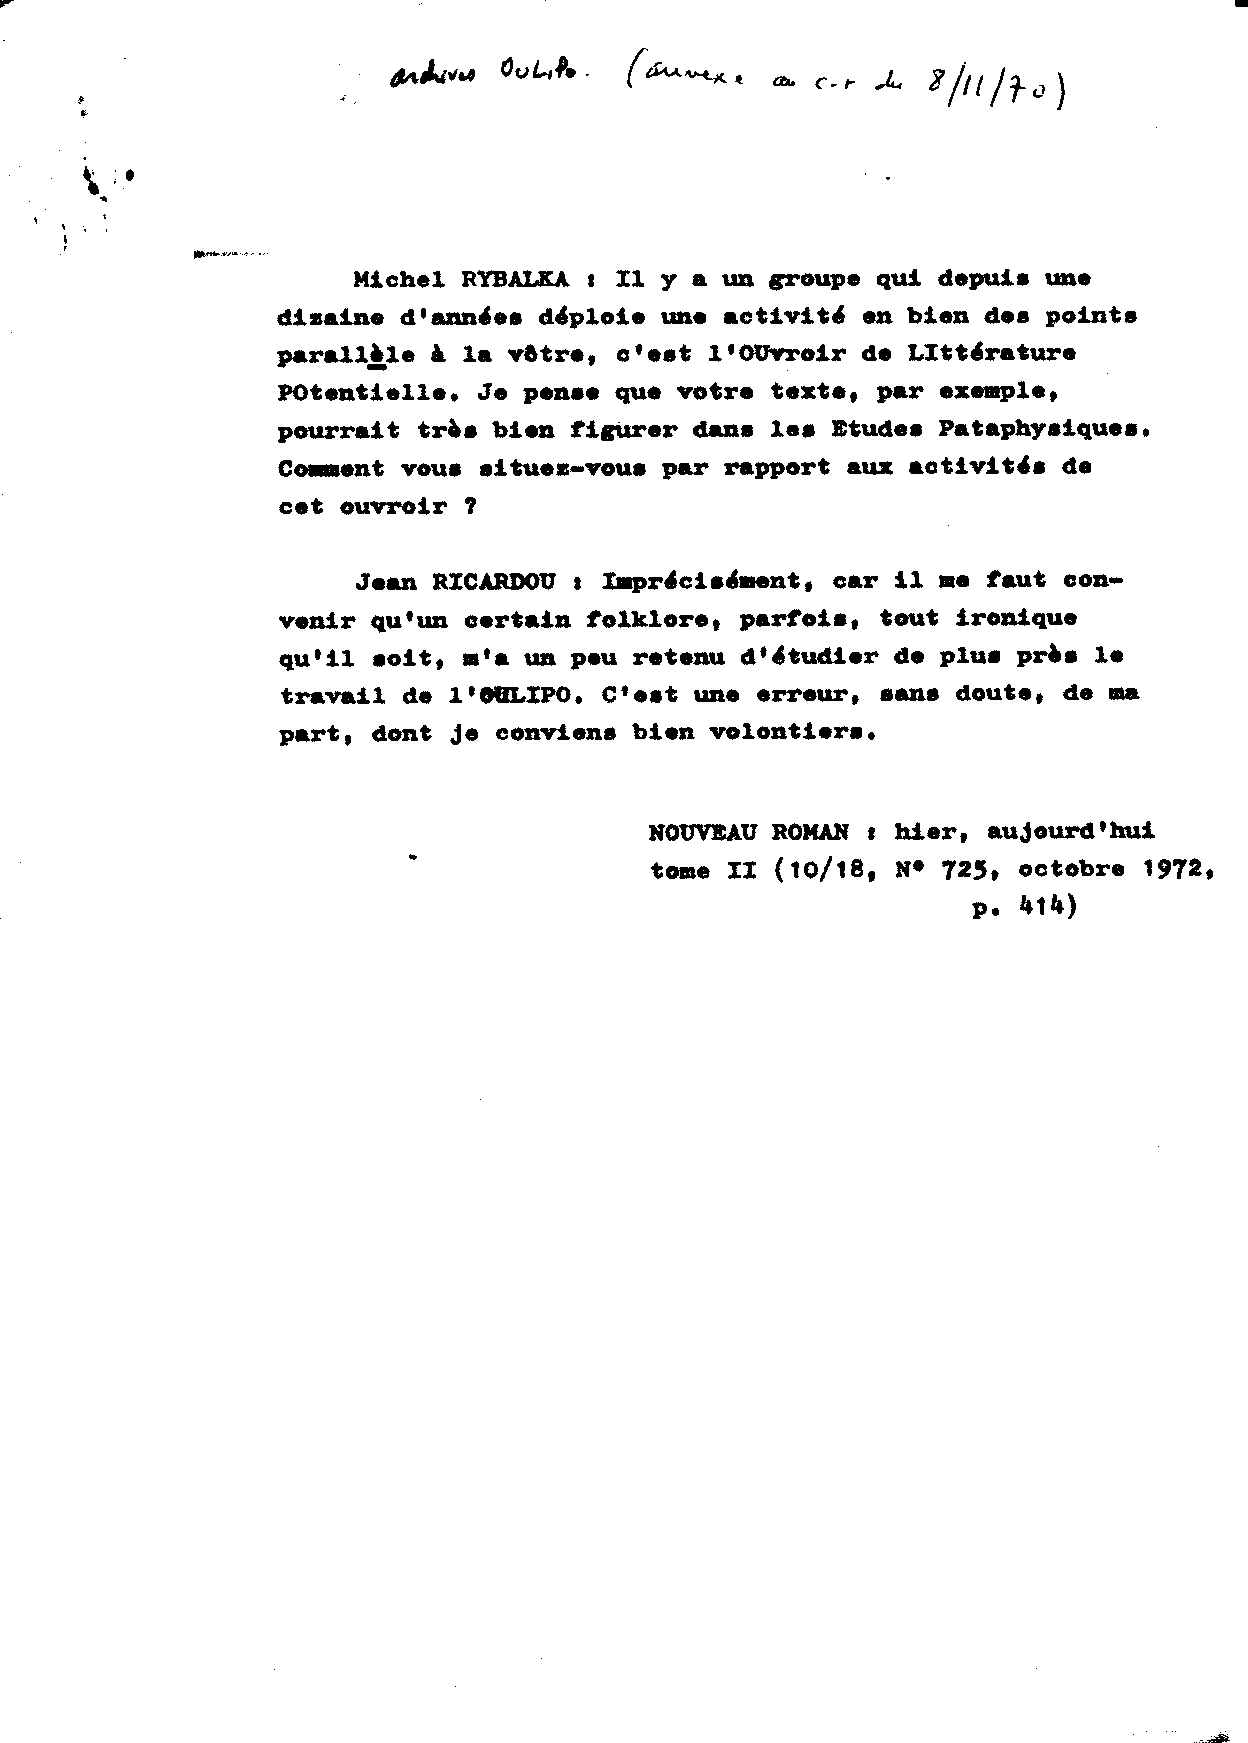 archives OuLiPo. (annexe au c.r du 8/11/70)
Michel RYBALKA : Il y a un groupe qui depuis une
dizaine d'années déploie une activité en bien des points
parallèle à la vôtre, c'est l'OUvroir de LIttérature
POtentielle. Je pense que votre texte, par exemple,
pourrait très bien figurer dans les Etudes Pataphysiques.
Comment vous situez-vous par rapport aux activités de
cet ouvroir ?
Jean RICARDOU : Imprécisément, car il me faut con-
venir qu'un certain folklore, parfois, tout ironique
qu'il soit, m'a un peu retenu d'étudier de plus près le
travail de l'OULIPO. C'est une erreur, sans doute, de ma
part, dont je conviens bien volontiers.
NOUVEAU ROMAN : hier, aujourd'hui
tome II (10/18, N° 725, octobre 1972,
p. 414)